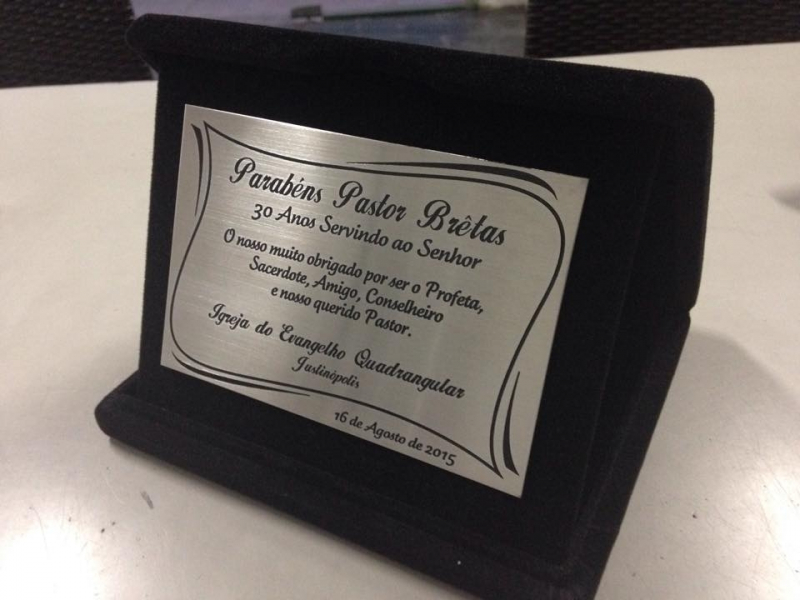 Parabéns Pastor Brêtas
30 Anos Servindo ao Senhor
O nosso muito obrigado por ser o Profeta,
Sacerdote, Amigo, Conselheiro
e nosso querido Pastor.
Igreja do Evangelho Quadrangular
Justinópolis
16 de Agosto de 2015